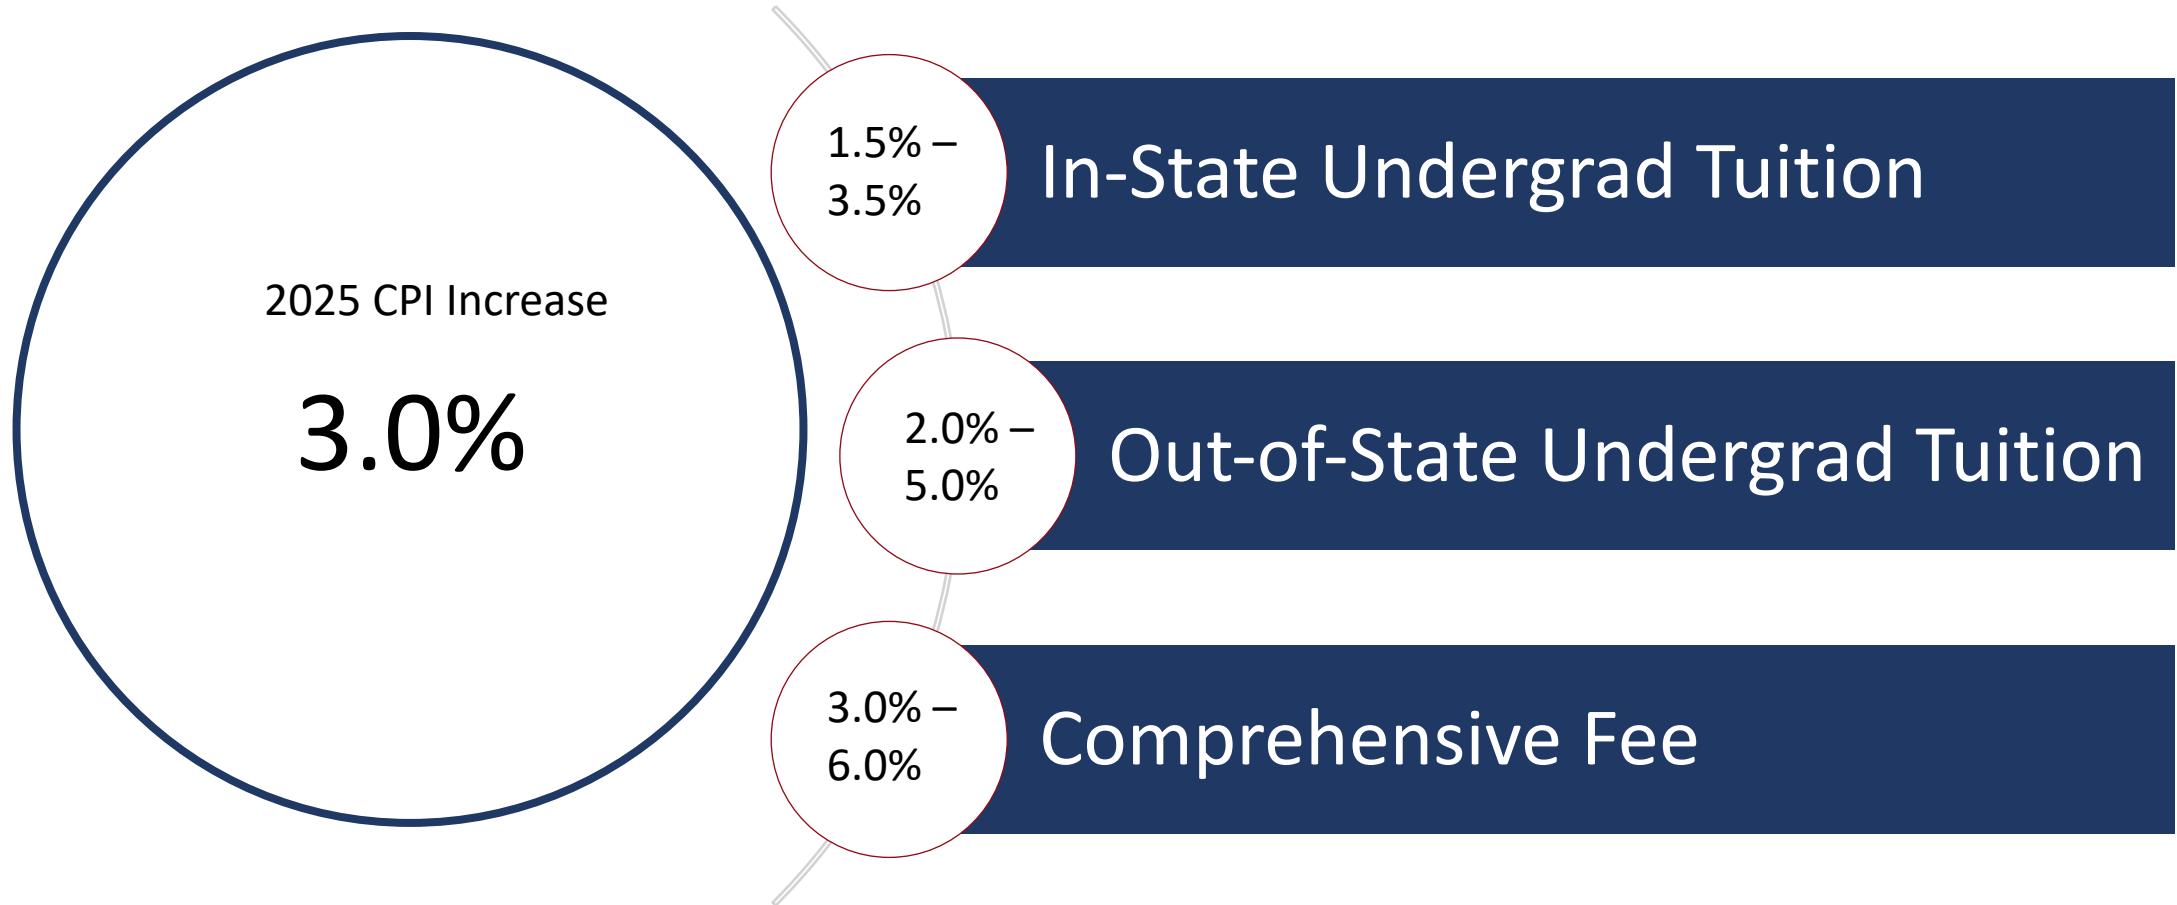 2025 CPI Increase
3.0%
1.5% –
3.5%
In-State Undergrad Tuition
2.0% –
5.0%
Out-of-State Undergrad Tuition
3.0% –
6.0%
Comprehensive Fee